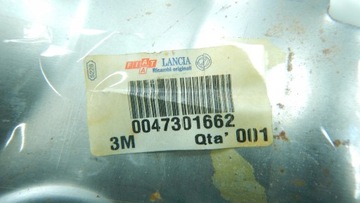 FIAT LANCIA
Ricambi originali
0047301662
3M Qta' 001